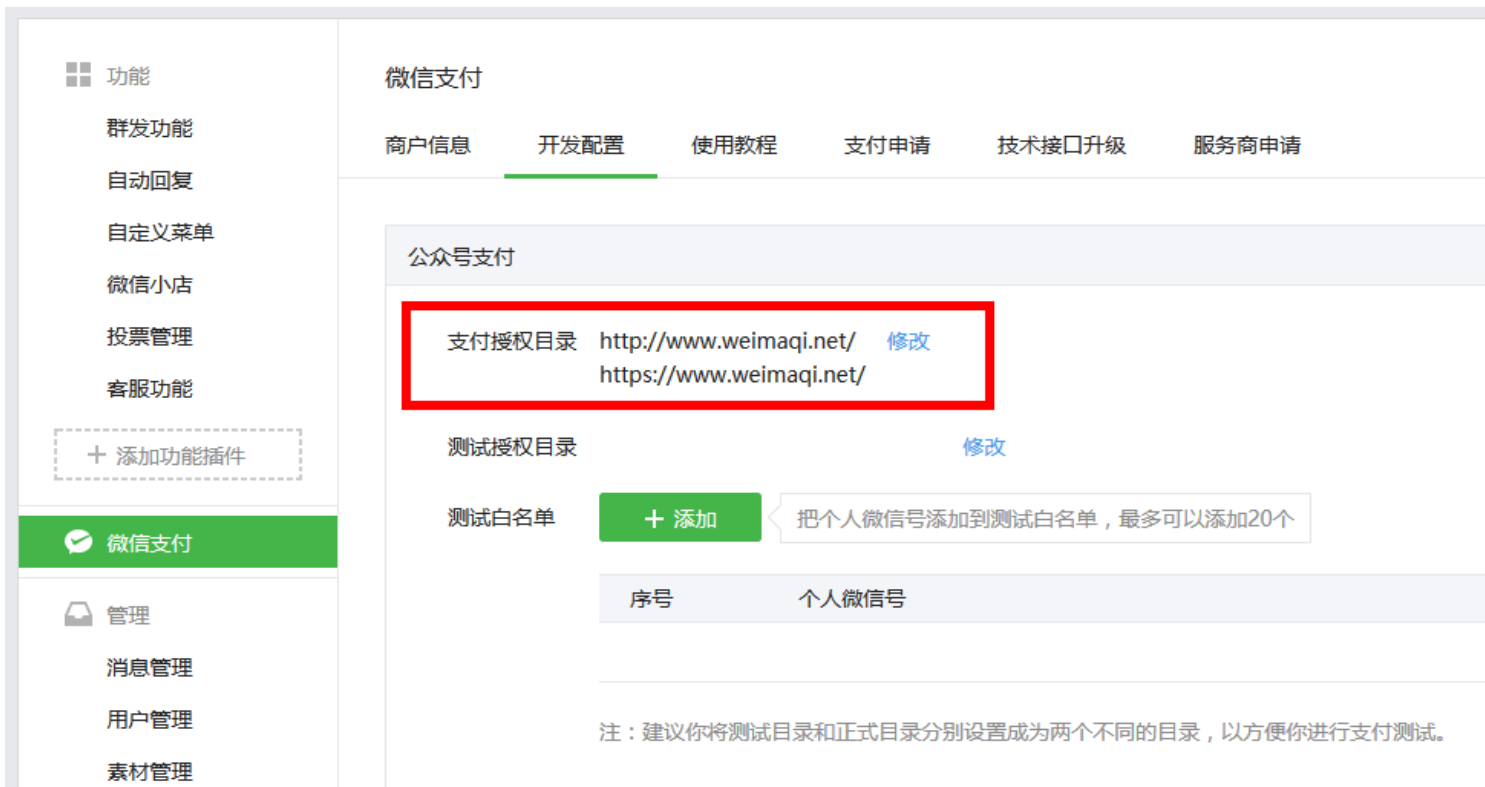 功能
群发功能
自动回复
自定义菜单
微信小店
投票管理
客服功能
添加功能插件
微信支付
管理
消息管理
用户管理
素材管理
微信支付
商户信息 开发配置 使用教程 支付申请 技术接口升级 服务商申请
公众号支付
支付授权目录 http://www.weimaqi.net/ 修改
https://www.weimaqi.net/
测试授权目录 修改
测试白名单 添加 把个人微信号添加到测试白名单，最多可以添加20个
序号 个人微信号
注：建议你将测试目录和正式目录分别设置成为两个不同的目录，以方便你进行支付测试。